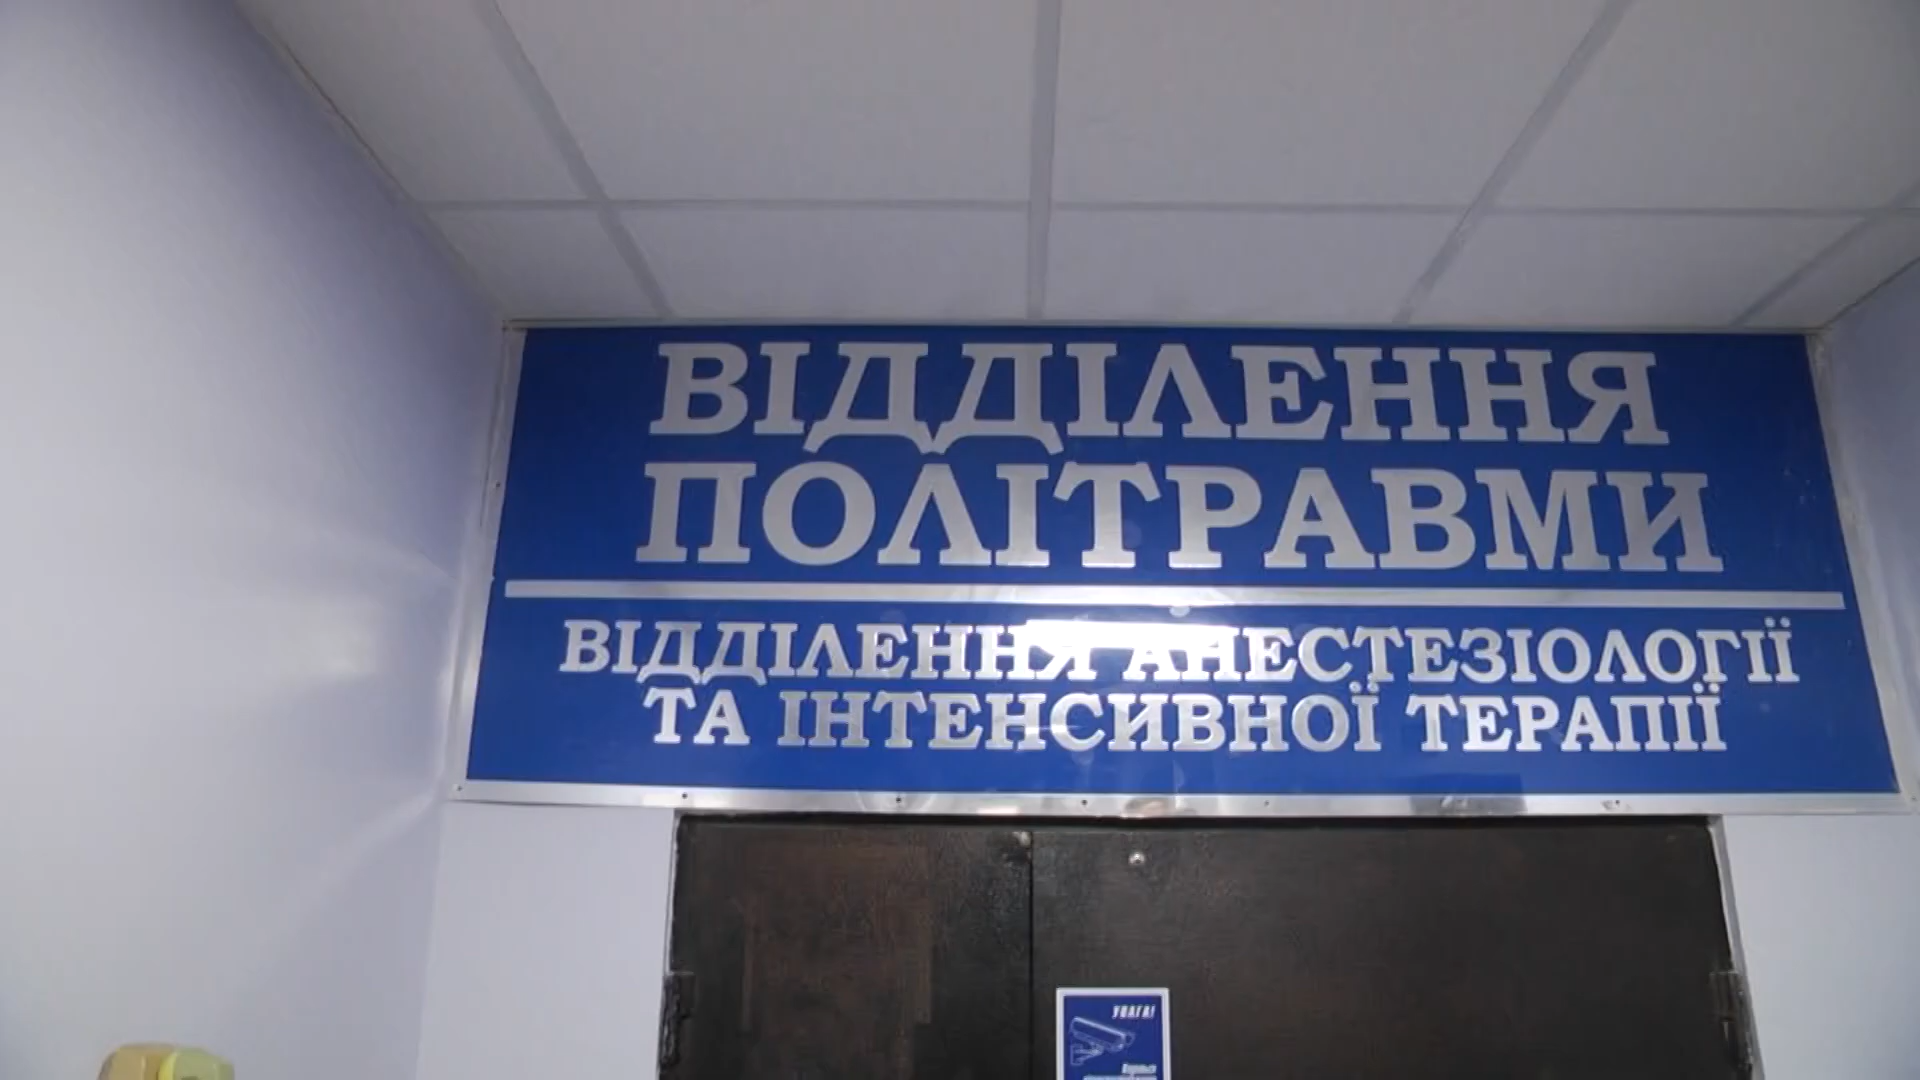 ВІДДІЛЕННЯ
ПОЛІТРАВМИ
ВІДДІЛЕННЯ АНЕСТЕЗІОЛОГІЇ
ТА ІНТЕНСИВНОЇ ТЕРАПІЇ
УВАГА!